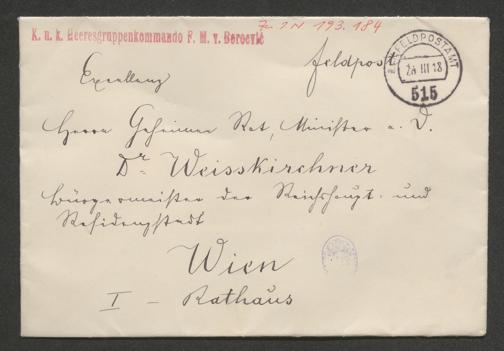 Z. I N 193.184
K. u. k. Heeresgruppenkommando F. M. v. Boroević
Feldpost
K.u.K. FELDPOSTAMT
28 III 18
515
Exzellenz
Herrn Geheimen Rat, Minister a. D.
Dr. Weisskirchner
Bürgermeister der Reichshaupt- und
Residenzstadt
Wien
I - Rathaus